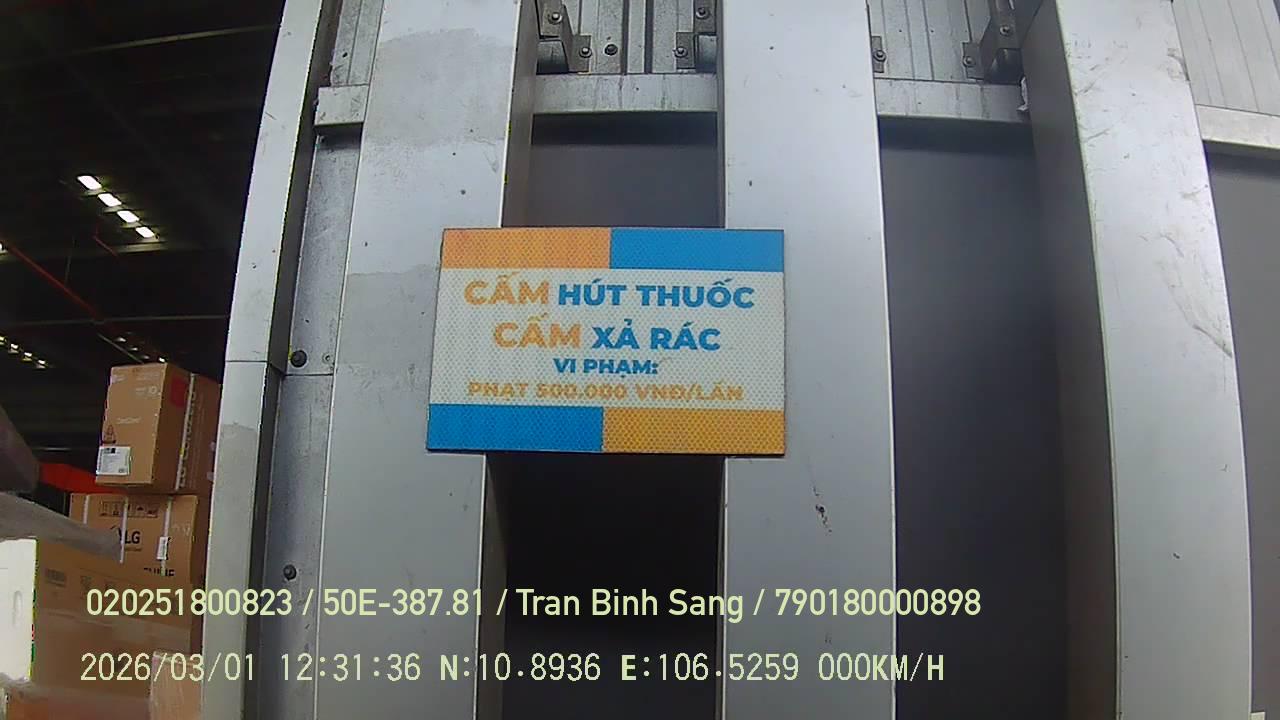 CẤM HÚT THUỐC
CẤM XẢ RÁC
VI PHẠM:
PHẠT 500.000 VNĐ/LẦN
LG
020251800823 / 50E-387.81 / Tran Binh Sang / 790180000898
2026/03/01 12:31:36 N:10.8936 E:106.5259 000KM/H